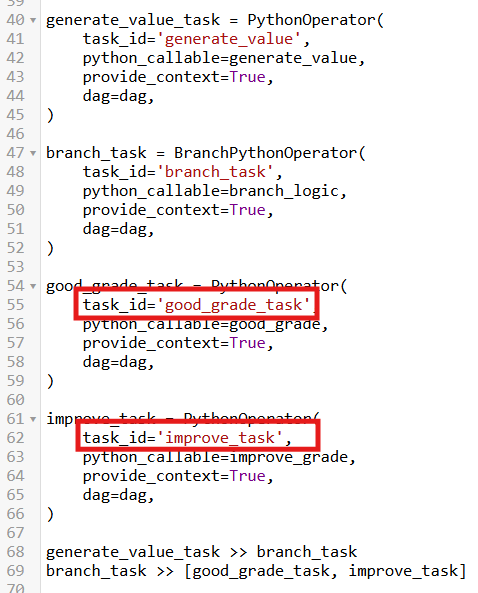 40 generate_value_task = PythonOperator(
41     task_id='generate_value',
42     python_callable=generate_value,
43     provide_context=True,
44     dag=dag,
45 )
46
47 branch_task = BranchPythonOperator(
48     task_id='branch_task',
49     python_callable=branch_logic,
50     provide_context=True,
51     dag=dag,
52 )
53
54 good_grade_task = PythonOperator(
55     task_id='good_grade_task',
56     python_callable=good_grade,
57     provide_context=True,
58     dag=dag,
59 )
60
61 improve_task = PythonOperator(
62     task_id='improve_task',
63     python_callable=improve_grade,
64     provide_context=True,
65     dag=dag,
66 )
67
68 generate_value_task >> branch_task
69 branch_task >> [good_grade_task, improve_task]
70